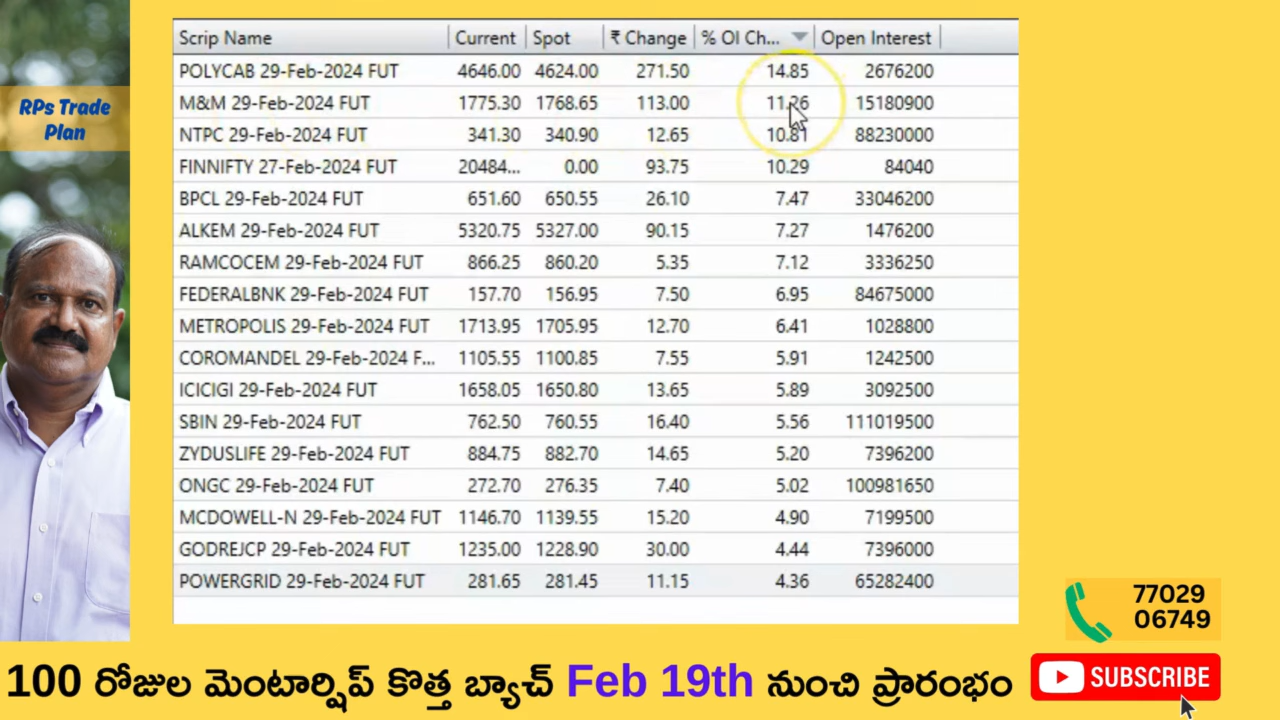 RPs Trade
Plan
Scrip Name Current Spot ₹ Change % OI Ch... Open Interest
POLYCAB 29-Feb-2024 FUT 4646.00 4624.00 271.50 14.85 2676200
M&M 29-Feb-2024 FUT 1775.30 1768.65 113.00 11.26 15180900
NTPC 29-Feb-2024 FUT 341.30 340.90 12.65 10.81 88230000
FINNIFTY 27-Feb-2024 FUT 20484... 0.00 93.75 10.29 84040
BPCL 29-Feb-2024 FUT 651.60 650.55 26.10 7.47 33046200
ALKEM 29-Feb-2024 FUT 5320.75 5327.00 90.15 7.27 1476200
RAMCOCEM 29-Feb-2024 FUT 866.25 860.20 5.35 7.12 3336250
FEDERALBNK 29-Feb-2024 FUT 157.70 156.95 7.50 6.95 84675000
METROPOLIS 29-Feb-2024 FUT 1713.95 1705.95 12.70 6.41 1028800
COROMANDEL 29-Feb-2024 F... 1105.55 1100.85 7.55 5.91 1242500
ICICIGI 29-Feb-2024 FUT 1658.05 1650.80 13.65 5.89 3092500
SBIN 29-Feb-2024 FUT 762.50 760.55 16.40 5.56 111019500
ZYDUSLIFE 29-Feb-2024 FUT 884.75 882.70 14.65 5.20 7396200
ONGC 29-Feb-2024 FUT 272.70 276.35 7.40 5.02 100981650
MCDOWELL-N 29-Feb-2024 FUT 1146.70 1139.55 15.20 4.90 7199500
GODREJCP 29-Feb-2024 FUT 1235.00 1228.90 30.00 4.44 7396000
POWERGRID 29-Feb-2024 FUT 281.65 281.45 11.15 4.36 65282400
77029
06749
100 రోజుల మెంటార్షిప్ కొత్త బ్యాచ్ Feb 19th నుంచి ప్రారంభం
SUBSCRIBE